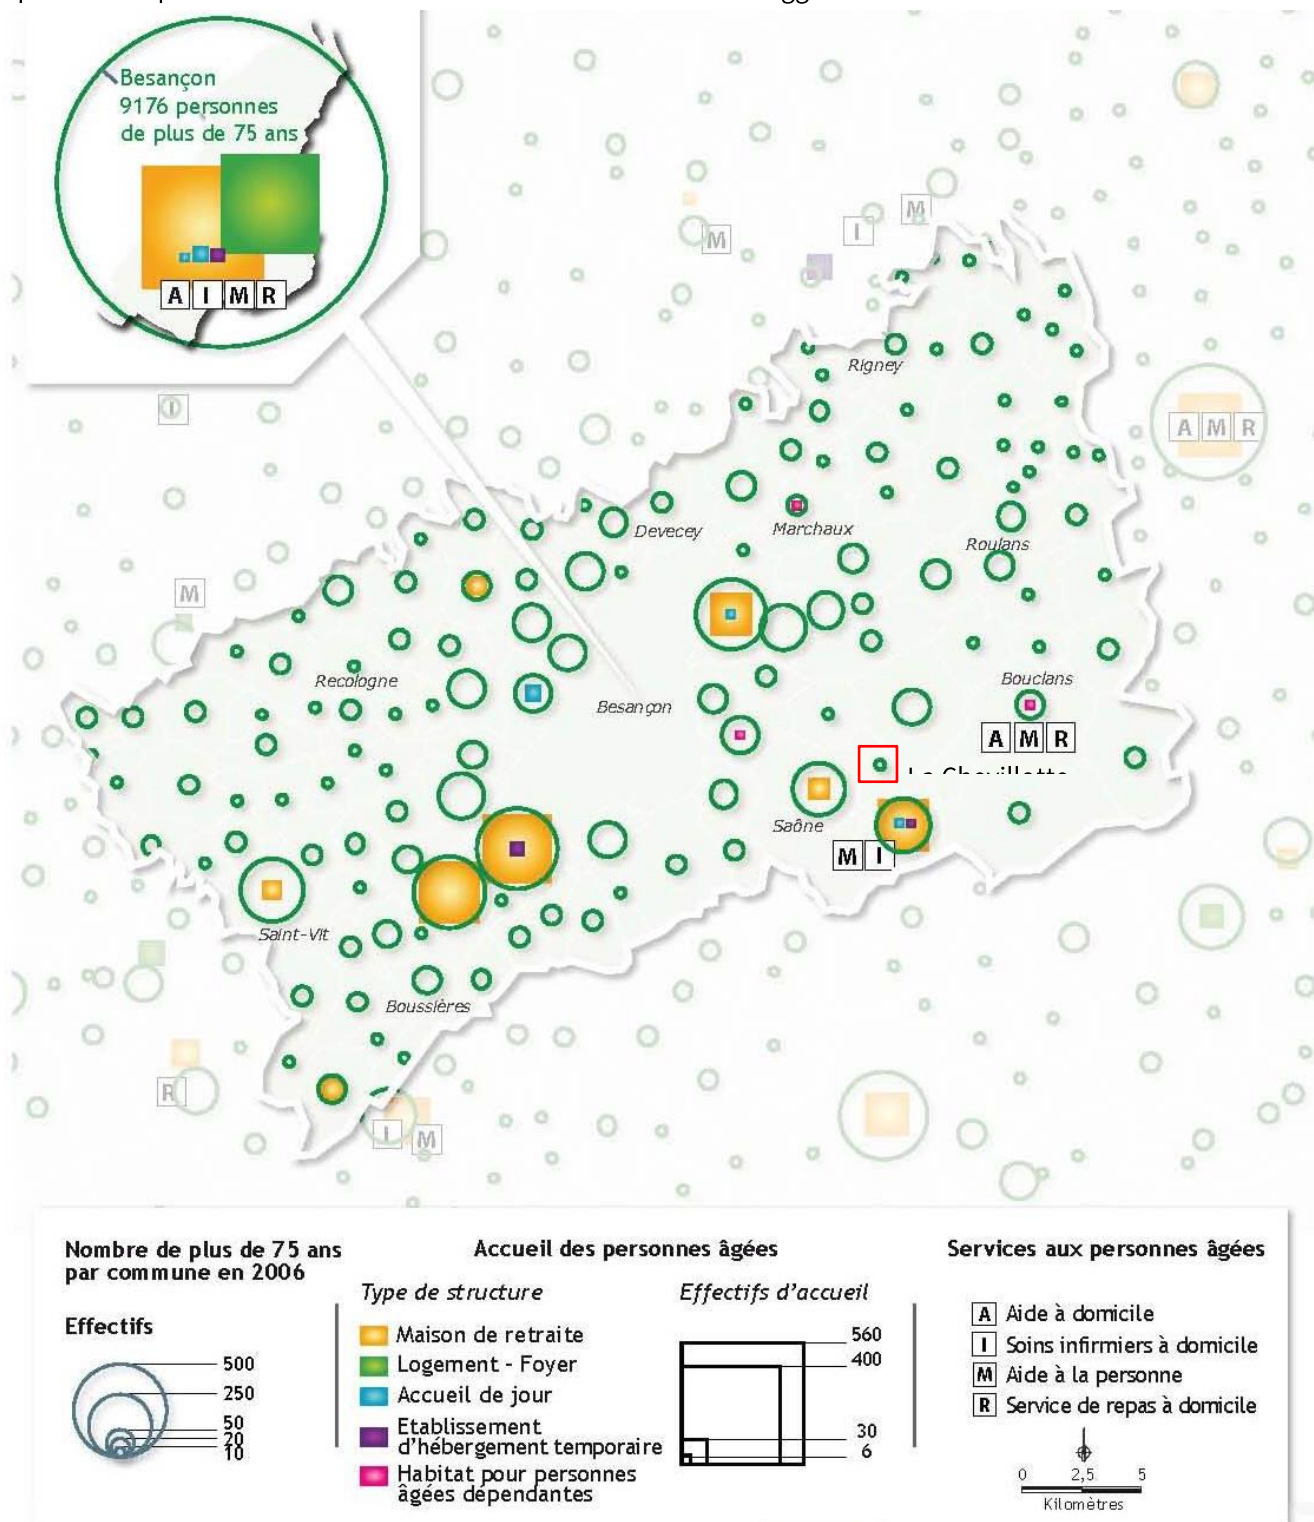 Besançon
9176 personnes
de plus de 75 ans
A I M R
M
I
M
Rigney
I
A M R
Devecey
Marchaux
Roulans
M
Recologne
Besançon
Bouclans
A M R
Saône
M I
Saint-Vit
Boussières
R
I M
Nombre de plus de 75 ans
par commune en 2006
Effectifs
500
250
50
20
10
Accueil des personnes âgées
Type de structure
Maison de retraite
Logement - Foyer
Accueil de jour
Etablissement
d'hébergement temporaire
Habitat pour personnes
âgées dépendantes
Effectifs d'accueil
560
400
30
6
Services aux personnes âgées
A Aide à domicile
I Soins infirmiers à domicile
M Aide à la personne
R Service de repas à domicile
0 2,5 5
Kilomètres